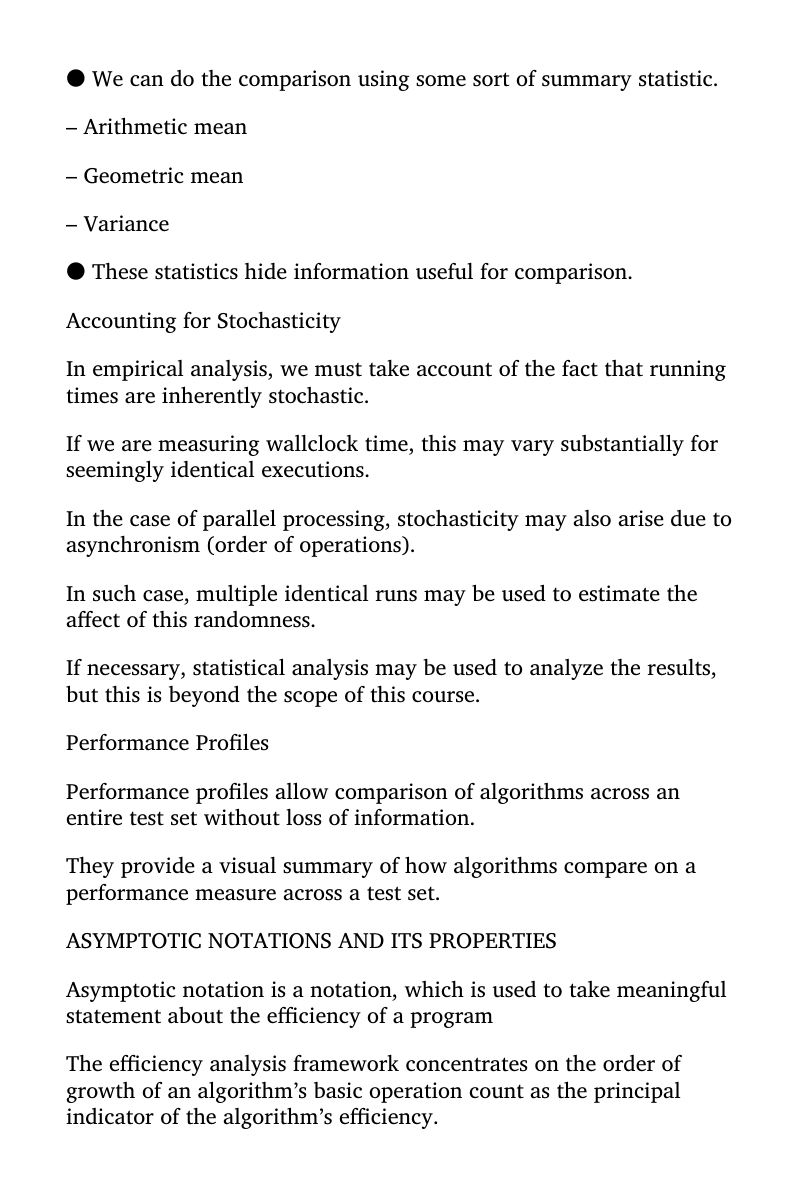 ● We can do the comparison using some sort of summary statistic.
– Arithmetic mean
– Geometric mean
– Variance
● These statistics hide information useful for comparison.
Accounting for Stochasticity
In empirical analysis, we must take account of the fact that running
times are inherently stochastic.
If we are measuring wallclock time, this may vary substantially for
seemingly identical executions.
In the case of parallel processing, stochasticity may also arise due to
asynchronism (order of operations).
In such case, multiple identical runs may be used to estimate the
affect of this randomness.
If necessary, statistical analysis may be used to analyze the results,
but this is beyond the scope of this course.
Performance Profiles
Performance profiles allow comparison of algorithms across an
entire test set without loss of information.
They provide a visual summary of how algorithms compare on a
performance measure across a test set.
ASYMPTOTIC NOTATIONS AND ITS PROPERTIES
Asymptotic notation is a notation, which is used to take meaningful
statement about the efficiency of a program
The efficiency analysis framework concentrates on the order of
growth of an algorithm’s basic operation count as the principal
indicator of the algorithm’s efficiency.